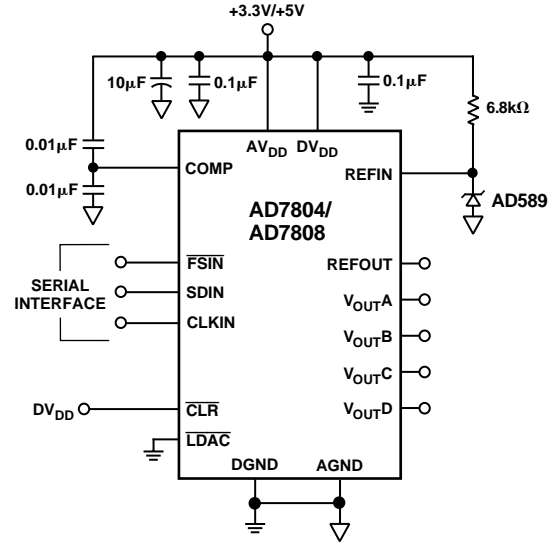 +3.3V/+5V
10µF
0.1µF
0.1µF
6.8kΩ
0.01µF
0.01µF
AVDD
DVDD
COMP
REFIN
AD7804/
AD7808
AD589
FSIN
SDIN
CLKIN
SERIAL
INTERFACE
REFOUT
VOUTA
VOUTB
VOUTC
VOUTD
DVDD
CLR
LDAC
DGND
AGND